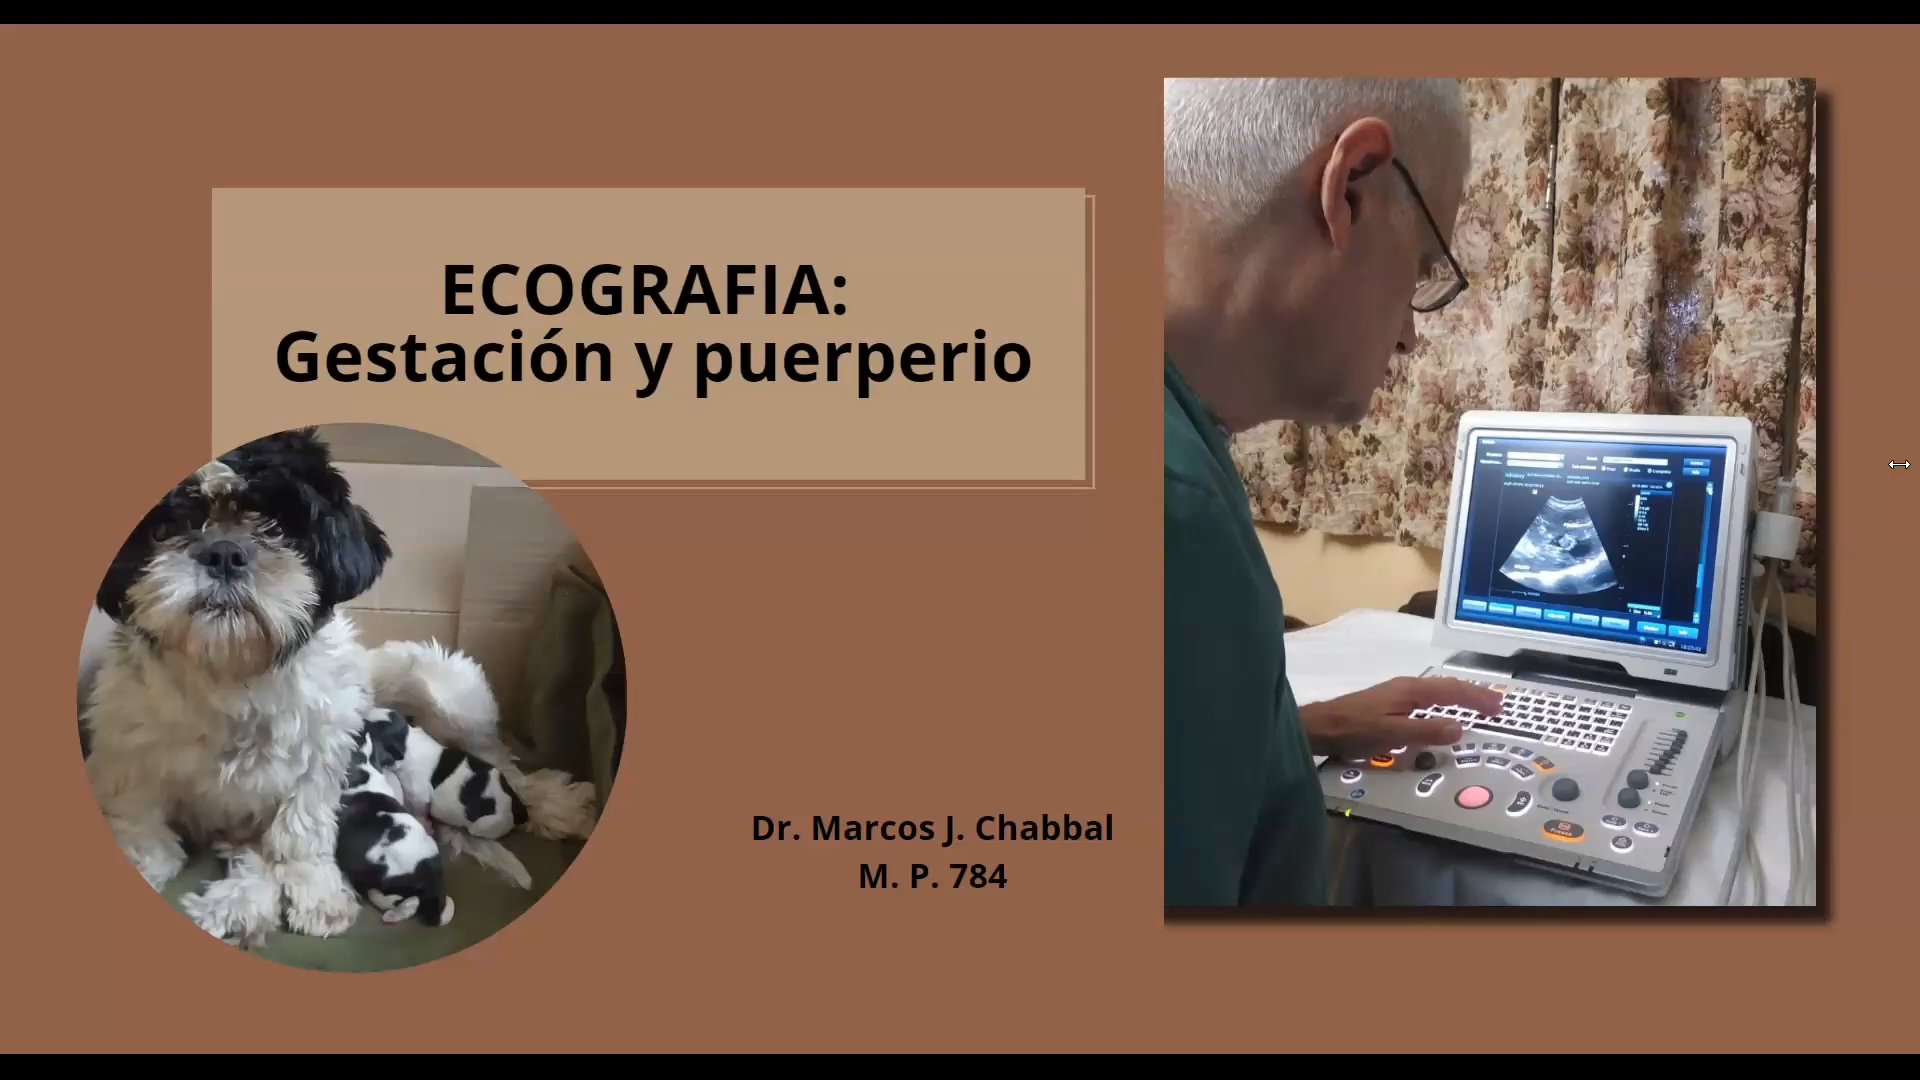 ECOGRAFIA:
Gestación y puerperio
Dr. Marcos J. Chabbal
M. P. 784